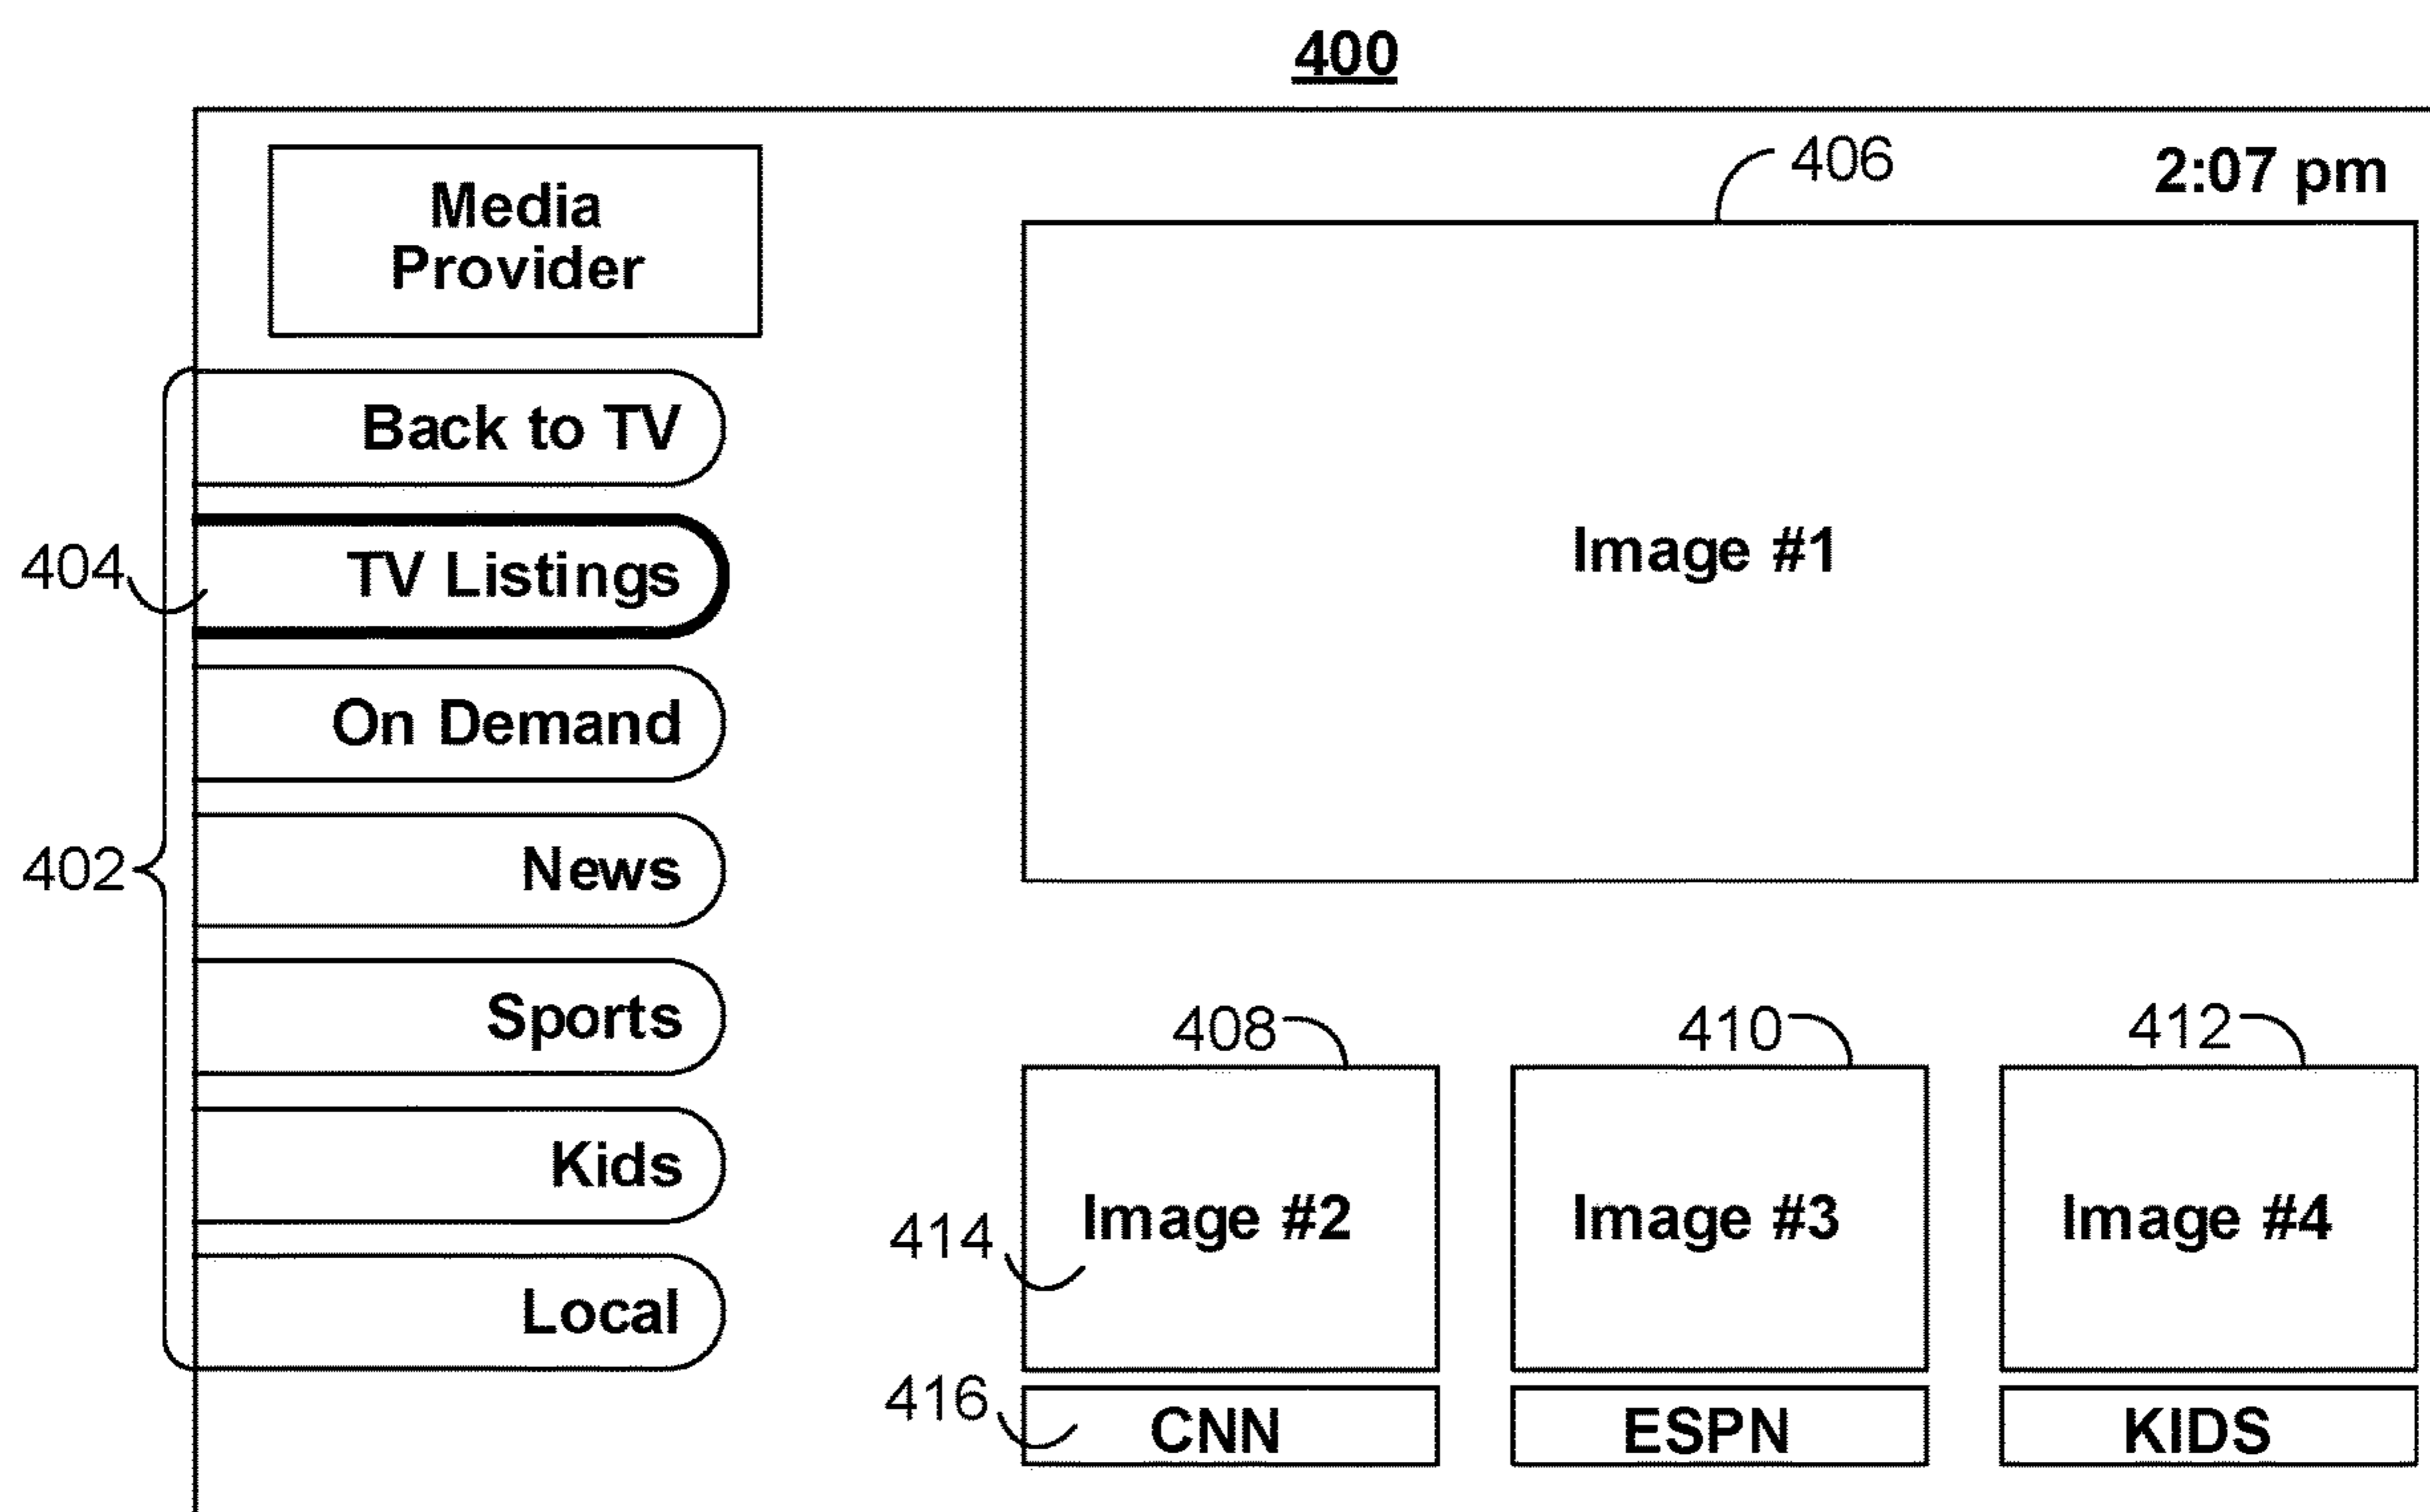 400
406
2:07 pm
Media
Provider
Back to TV
404
TV Listings
Image #1
On Demand
402
News
Sports
408
410
412
Kids
414
Image #2
Image #3
Image #4
Local
416
CNN
ESPN
KIDS